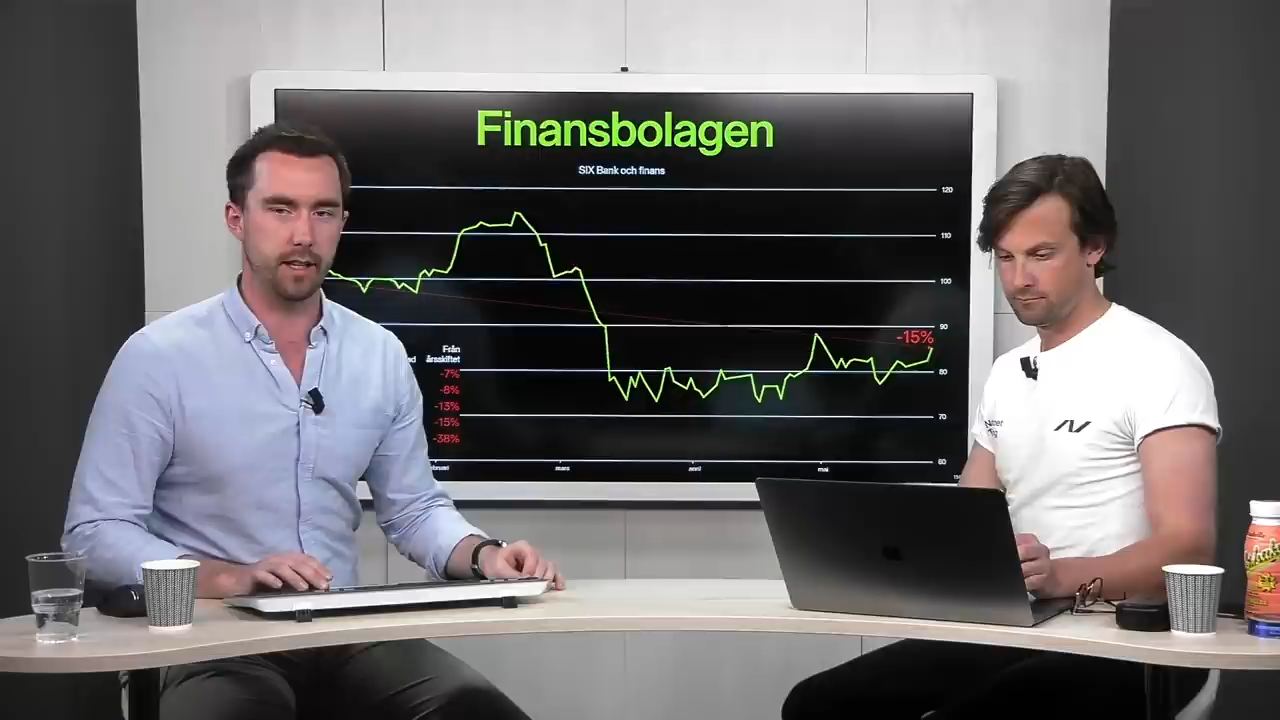 Finansbolagen
SIX Bank och finans
120
110
100
90
-15%
80
70
60
Från
årsskiftet
-7%
-8%
-13%
-15%
-38%
mars
april
maj